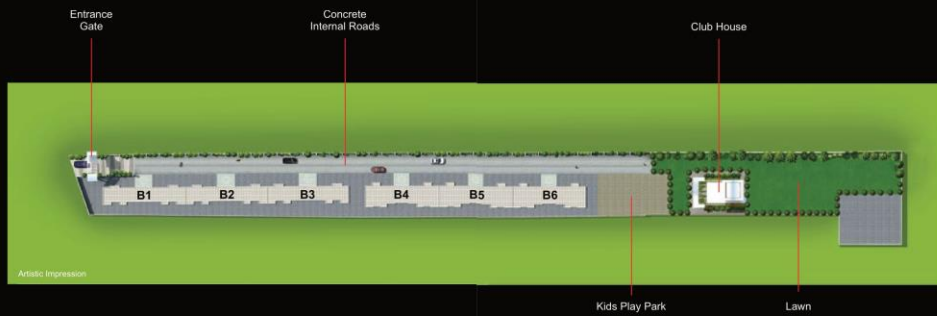 Entrance
Gate
Concrete
Internal Roads
Club House
B1
B2
B3
B4
B5
B6
Artistic Impression
Kids Play Park
Lawn